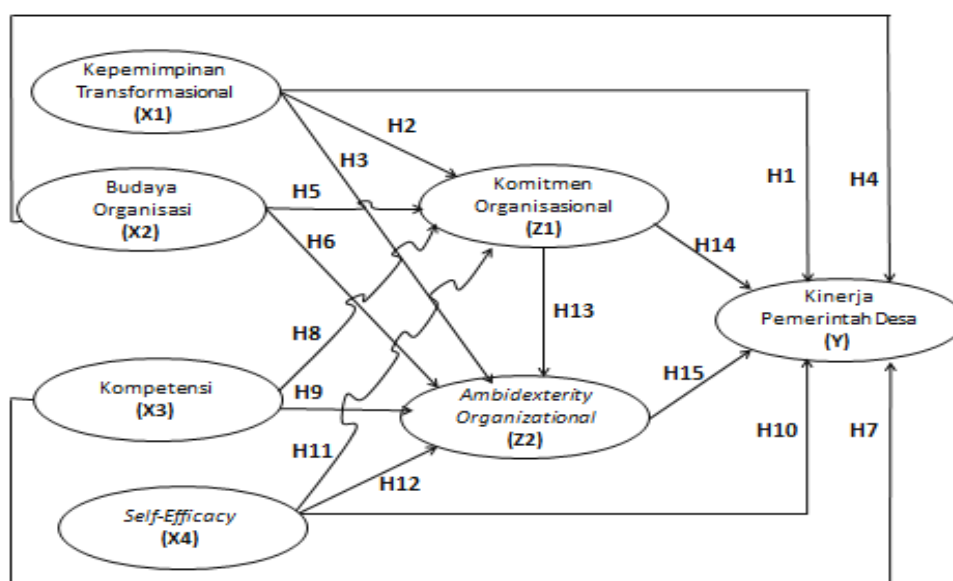 Kepemimpinan
Transformasional
(X1)
H2
H3
H1
H4
Budaya
Organisasi
(X2)
H5
H6
Komitmen
Organisasional
(Z1)
H14
H8
H13
Kinerja
Pemerintah Desa
(Y)
Kompetensi
(X3)
H9
Ambidexterity
Organizational
(Z2)
H15
H10
H7
H11
H12
Self-Efficacy
(X4)